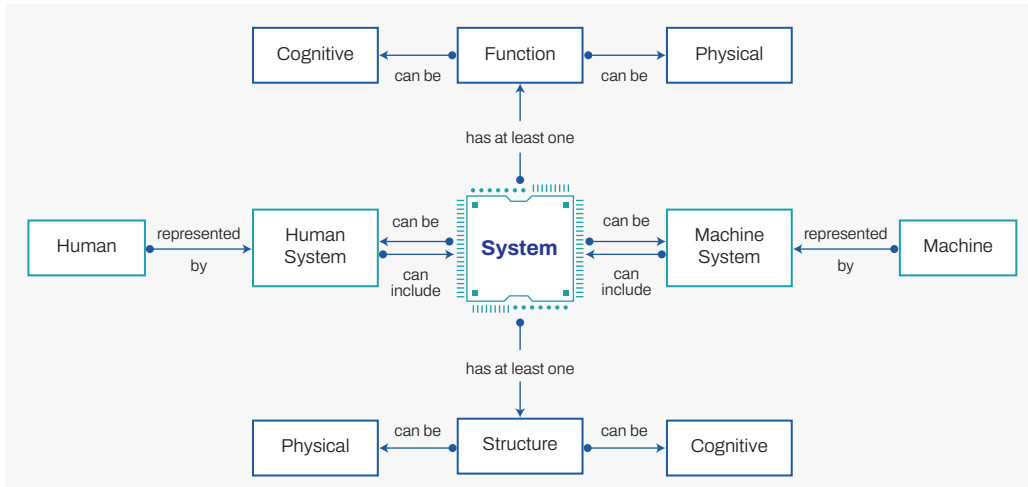 Cognitive
can be
Function
can be
Physical
has at least one
Human
represented
by
Human
System
can be
can
include
System
can be
can
include
Machine
System
represented
by
Machine
has at least one
Physical
can be
Structure
can be
Cognitive